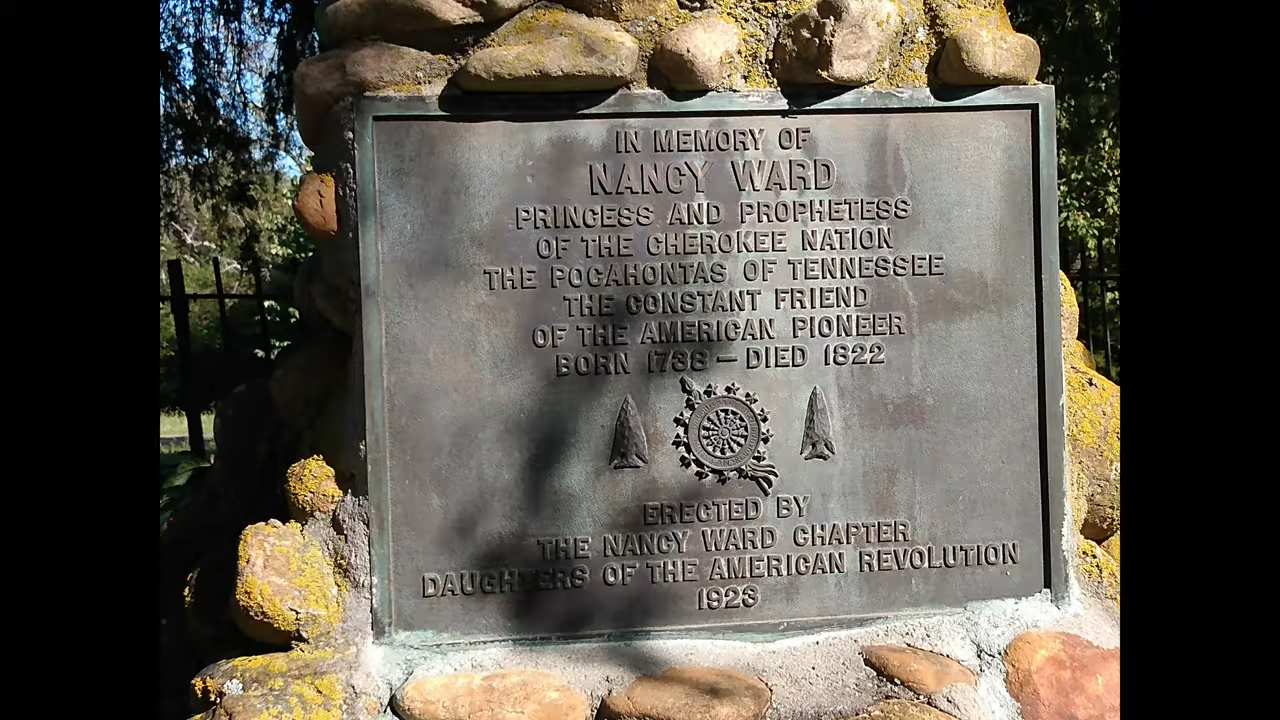 IN MEMORY OF
NANCY WARD
PRINCESS AND PROPHETESS
OF THE CHEROKEE NATION
THE POCAHONTAS OF TENNESSEE
THE CONSTANT FRIEND
OF THE AMERICAN PIONEER
BORN 1738 – DIED 1822
ERECTED BY
THE NANCY WARD CHAPTER
DAUGHTERS OF THE AMERICAN REVOLUTION
1923